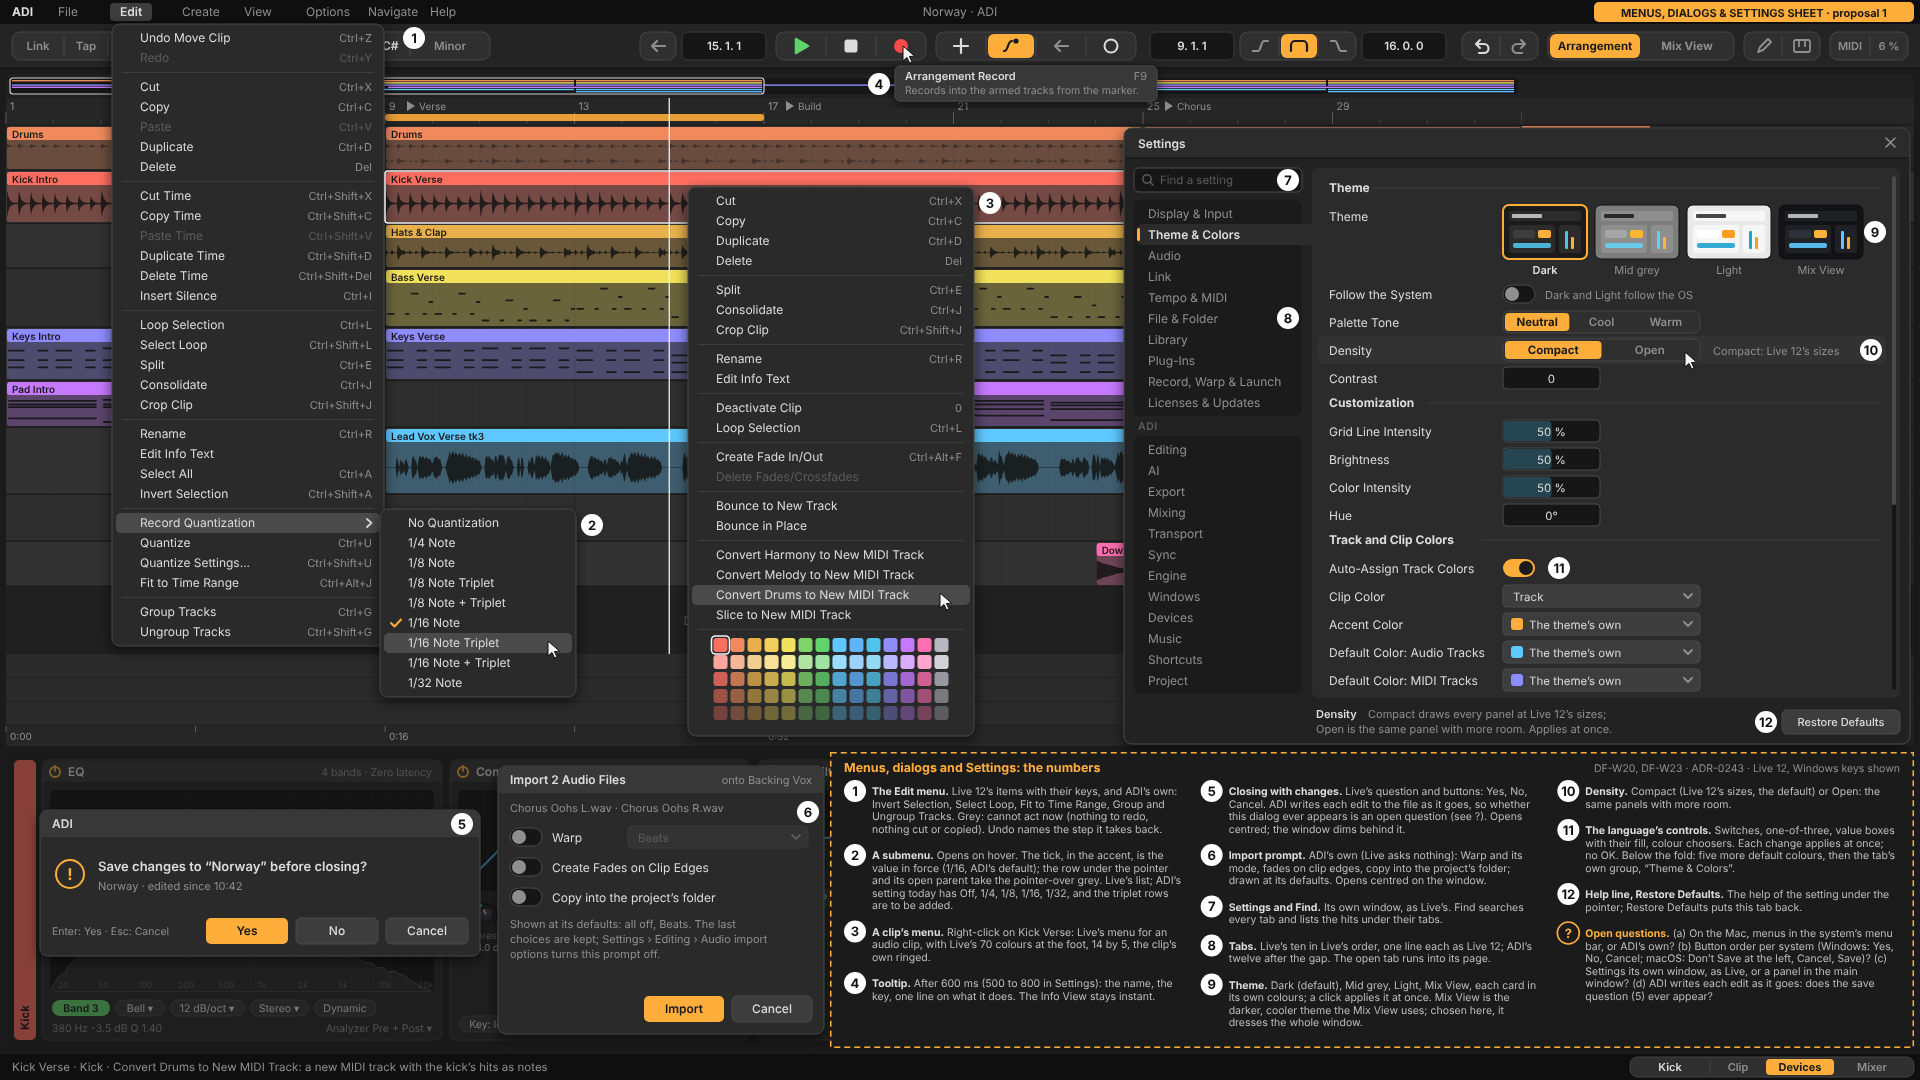 ADI File Edit Create View Options Navigate Help
Norway · ADI
MENUS, DIALOGS & SETTINGS SHEET · proposal 1
Link Tap C# Minor
15. 1. 1
9. 1. 1
16. 0. 0
Arrangement Mix View
MIDI 6 %
Arrangement Record F9
Records into the armed tracks from the marker.
1 9 Verse 13 17 Build 21 25 Chorus 29
Undo Move Clip Ctrl+Z
Redo Ctrl+Y
Cut Ctrl+X
Copy Ctrl+C
Paste Ctrl+V
Duplicate Ctrl+D
Delete Del
Cut Time Ctrl+Shift+X
Copy Time Ctrl+Shift+C
Paste Time Ctrl+Shift+V
Duplicate Time Ctrl+Shift+D
Delete Time Ctrl+Shift+Del
Insert Silence Ctrl+I
Loop Selection Ctrl+L
Select Loop Ctrl+Shift+L
Split Ctrl+E
Consolidate Ctrl+J
Crop Clip Ctrl+Shift+J
Rename Ctrl+R
Edit Info Text
Select All Ctrl+A
Invert Selection Ctrl+Shift+A
Record Quantization
Quantize Ctrl+U
Quantize Settings... Ctrl+Shift+U
Fit to Time Range Ctrl+Alt+J
Group Tracks Ctrl+G
Ungroup Tracks Ctrl+Shift+G
1
2
3
4
Drums
Kick Intro
Keys Intro
Pad Intro
Drums
Kick Verse
Hats & Clap
Bass Verse
Keys Verse
Lead Vox Verse tk3
Dow
No Quantization
1/4 Note
1/8 Note
1/8 Note Triplet
1/8 Note + Triplet
1/16 Note
1/16 Note Triplet
1/16 Note + Triplet
1/32 Note
Cut Ctrl+X
Copy Ctrl+C
Duplicate Ctrl+D
Delete Del
Split Ctrl+E
Consolidate Ctrl+J
Crop Clip Ctrl+Shift+J
Rename Ctrl+R
Edit Info Text
Deactivate Clip 0
Loop Selection Ctrl+L
Create Fade In/Out Ctrl+Alt+F
Delete Fades/Crossfades
Bounce to New Track
Bounce in Place
Convert Harmony to New MIDI Track
Convert Melody to New MIDI Track
Convert Drums to New MIDI Track
Slice to New MIDI Track
0:00 0:16 0:32
Settings
Find a setting 7
Display & Input
Theme & Colors
Audio
Link
Tempo & MIDI
File & Folder 8
Library
Plug-Ins
Record, Warp & Launch
Licenses & Updates
ADI
Editing
AI
Export
Mixing
Transport
Sync
Engine
Windows
Devices
Music
Shortcuts
Project
Theme
Theme
Dark Mid grey Light Mix View 9
Follow the System Dark and Light follow the OS
Palette Tone Neutral Cool Warm
Density Compact Open Compact: Live 12's sizes 10
Contrast 0
Customization
Grid Line Intensity 50 %
Brightness 50 %
Color Intensity 50 %
Hue 0°
Track and Clip Colors
Auto-Assign Track Colors 11
Clip Color Track
Accent Color The theme's own
Default Color: Audio Tracks The theme's own
Default Color: MIDI Tracks The theme's own
Density Compact draws every panel at Live 12's sizes;
Open is the same panel with more room. Applies at once.
12 Restore Defaults
Kick
EQ 4 bands · Zero latency
ADI 5
Save changes to “Norway” before closing?
Norway · edited since 10:42
Enter: Yes · Esc: Cancel Yes No Cancel
20 50 100 200 500 1k 2k 5k 10k 20k
Band 3 Bell ▾ 12 dB/oct ▾ Stereo ▾ Dynamic
380 Hz -3.5 dB Q 1.40 Analyzer Pre + Post ▾
Import 2 Audio Files onto Backing Vox
Chorus Oohs L.wav · Chorus Oohs R.wav 6
Warp Beats
Create Fades on Clip Edges
Copy into the project's folder
Shown at its defaults: all off, Beats. The last
choices are kept; Settings › Editing › Audio import
options turns this prompt off.
Import Cancel
Menus, dialogs and Settings: the numbers
DF-W20, DF-W23 · ADR-0243 · Live 12, Windows keys shown
1 The Edit menu. Live 12's items with their keys, and ADI's own:
Invert Selection, Select Loop, Fit to Time Range, Group and
Ungroup Tracks. Grey: cannot act now (nothing to redo,
nothing cut or copied). Undo names the step it takes back.
2 A submenu. Opens on hover. The tick, in the accent, is the
value in force (1/16, ADI's default); the row under the pointer
and its open parent take the pointer-over grey. Live's list; ADI's
setting today has Off, 1/4, 1/8, 1/16, 1/32, and the triplet rows
are to be added.
3 A clip's menu. Right-click on Kick Verse: Live's menu for an
audio clip, with Live's 70 colours at the foot, 14 by 5, the clip's
own ringed.
4 Tooltip. After 600 ms (500 to 800 in Settings): the name, the
key, one line on what it does. The Info View stays instant.
5 Closing with changes. Live's question and buttons: Yes, No,
Cancel. ADI writes each edit to the file as it goes, so whether
this dialog ever appears is an open question (see ?). Opens
centred; the window dims behind it.
6 Import prompt. ADI's own (Live asks nothing): Warp and its
mode, fades on clip edges, copy into the project's folder;
drawn at its defaults. Opens centred on the window.
7 Settings and Find. Its own window, as Live's. Find searches
every tab and lists the hits under their tabs.
8 Tabs. Live's ten in Live's order, one line each as Live 12; ADI's
twelve after the gap. The open tab runs into its page.
9 Theme. Dark (default), Mid grey, Light, Mix View, each card in
its own colours; a click applies it at once. Mix View is the
darker, cooler theme the Mix View uses; chosen here, it
dresses the whole window.
10 Density. Compact (Live 12's sizes, the default) or Open: the
same panels with more room.
11 The language's controls. Switches, one-of-three, value boxes
with their fill, colour choosers. Each change applies at once;
no OK. Below the fold: five more default colours, then the tab's
own group, “Theme & Colors”.
12 Help line, Restore Defaults. The help of the setting under the
pointer; Restore Defaults puts this tab back.
? Open questions. (a) On the Mac, menus in the system's menu
bar, or ADI's own? (b) Button order per system (Windows: Yes,
No, Cancel; macOS: Don't Save at the left, Cancel, Save)? (c)
Settings its own window, as Live, or a panel in the main
window? (d) ADI writes each edit as it goes: does the save
question (5) ever appear?
Kick Verse · Kick · Convert Drums to New MIDI Track: a new MIDI track with the kick's hits as notes
Kick Clip Devices Mixer